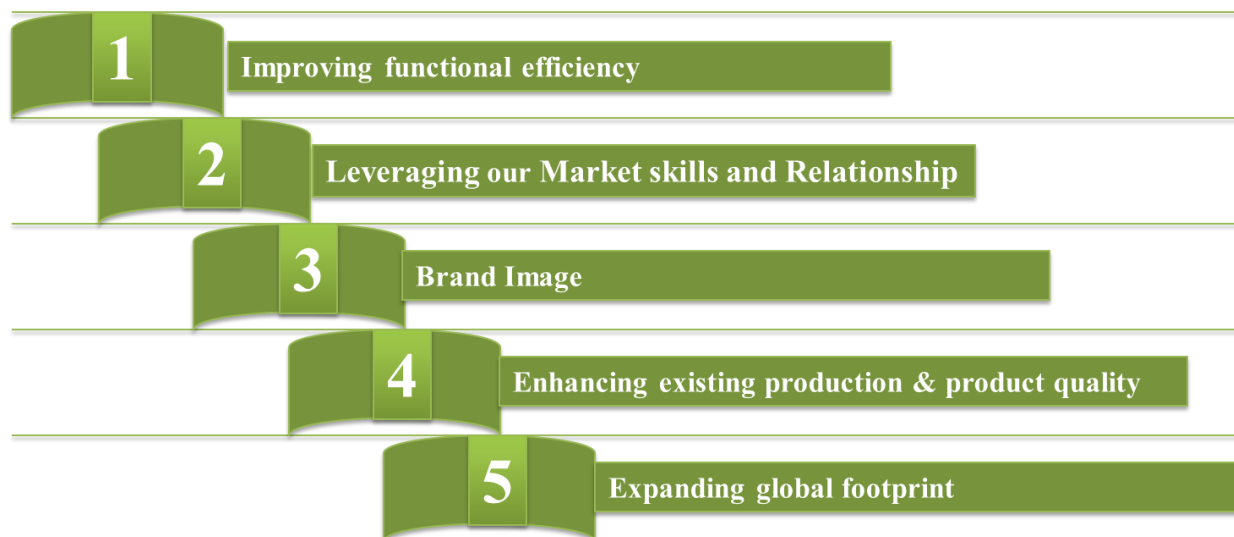 1
Improving functional efficiency
2
Leveraging our Market skills and Relationship
3
Brand Image
4
Enhancing existing production & product quality
5
Expanding global footprint